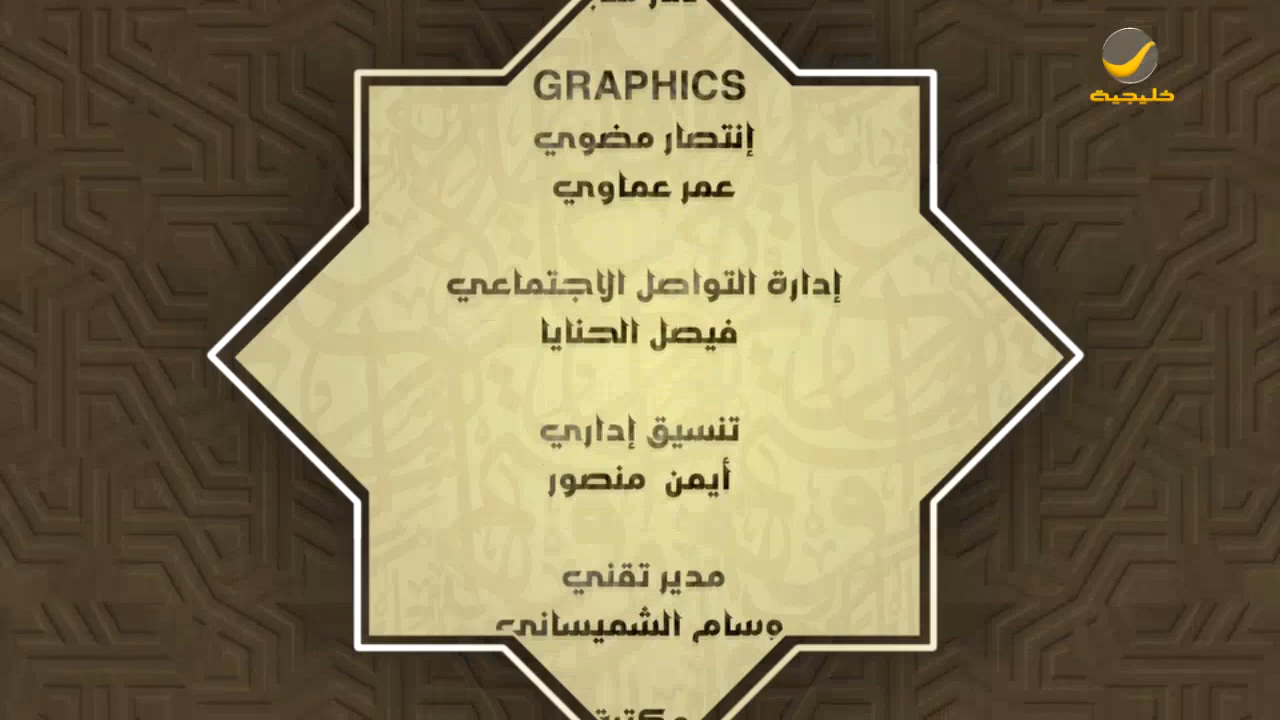 خليجية
GRAPHICS
إنتصار مضوي
عمر عماوي
إدارة التواصل الاجتماعي
فيصل الحنايا
تنسيق إداري
أيمن منصور
مدير تقني
وسام الشميساني
مكتبة